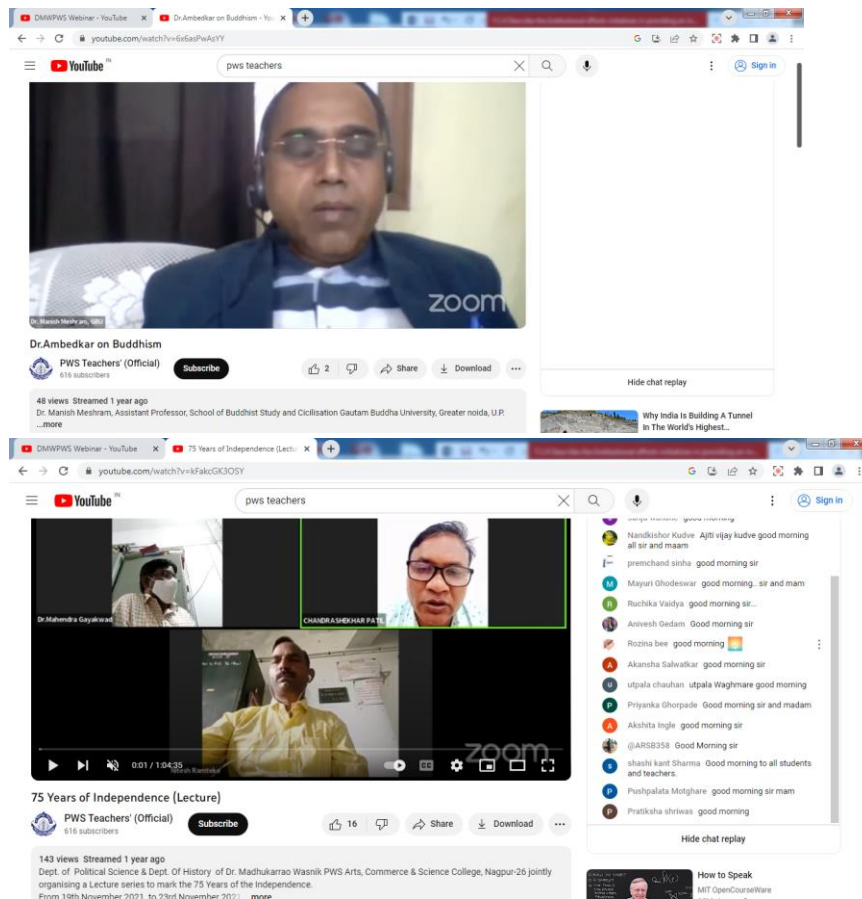 DMWPWS Webinar - YouTube
Dr.Ambedkar on Buddhism - You
youtube.com/watch?v=6x6asPwAsYY
YouTube IN
pws teachers
Sign in
zoom
Dr. Manish Meshram, GBU
Dr.Ambedkar on Buddhism
PWS Teachers' (Official)
616 subscribers
Subscribe
2
Share
Download
Hide chat replay
48 views Streamed 1 year ago
Dr. Manish Meshram, Assistant Professor, School of Buddhist Study and Cicilisation Gautam Buddha University, Greater noida, U.P.
...more
Why India Is Building A Tunnel
In The World's Highest...
DMWPWS Webinar - YouTube
75 Years of Independence (Lectu
youtube.com/watch?v=kFakcGK3OSY
YouTube IN
pws teachers
Sign in
Dr.Mahendra Gayakwad
CHANDRASHEKHAR PATIL
Nitesh Ramteke
zoom
0:01 / 1:04:35
good morning
Nandkishor Kudve Ajiti vijay kudve good morning
all sir and maam
premchand sinha good morning sir
Mayuri Ghodeswar good morning.. sir and mam
Ruchika Vaidya good morning sir...
Anivesh Gedam Good morning sir
Rozina bee good morning
Akansha Salwatkar good morning sir
utpala chauhan utpala Waghmare good morning
Priyanka Ghorpade Good morning sir and madam
Akshita Ingle good morning sir
@ARSB358 Good Morning sir
shashi kant Sharma Good morning to all students
and teachers.
Pushpalata Motghare good morning sir mam
Pratiksha shriwas good morning
Hide chat replay
75 Years of Independence (Lecture)
PWS Teachers' (Official)
616 subscribers
Subscribe
16
Share
Download
143 views Streamed 1 year ago
Dept. of Political Science & Dept. Of History of Dr. Madhukarrao Wasnik PWS Arts, Commerce & Science College, Nagpur-26 jointly
organising a Lecture series to mark the 75 Years of the Independence.
From 19th November 2021, to 23rd November 202 ...more
How to Speak
MIT OpenCourseWare